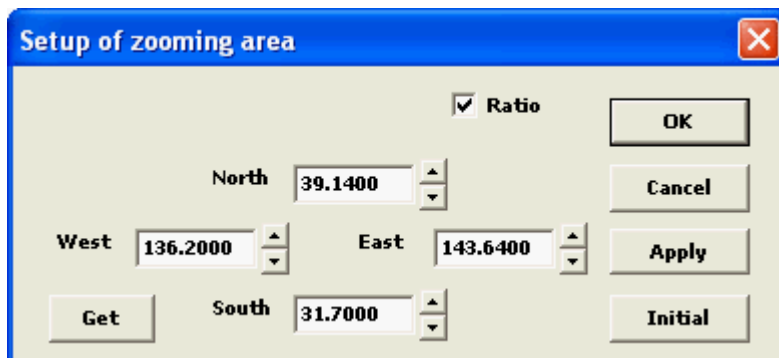 Setup of zooming area
Ratio
OK
North 39.1400
Cancel
West 136.2000 East 143.6400
Apply
Get
South 31.7000
Initial